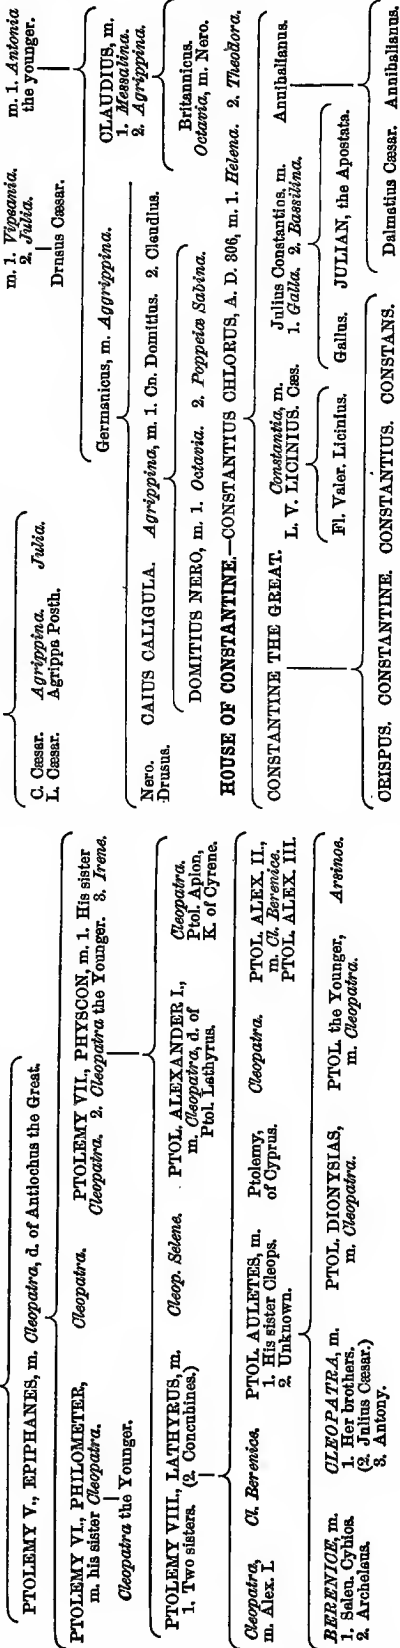 PTOLEMY V., EPIPHANES, m. Cleopatra, d. of Antiochus the Great.
PTOLEMY VI., PHILOMETER, m. his sister Cleopatra.
Cleopatra.
PTOLEMY VII., PHYSCON, m. 1. His sister
Cleopatra. 2. Cleopatra the Younger. 3. Irene.
Cleopatra the Younger.
PTOLEMY VIII., LATHYRUS, m.
1. Two sisters. (2. Concubines.)
Cleop. Selene.
PTOL. ALEXANDER I.,
m. Cleopatra, d. of
Ptol. Lathyrus.
Cleopatra.
Ptol. Apion,
K. of Cyrene.
Cleopatra,
m. Alex. I.
Cl. Berenice.
PTOL. AULETES, m.
1. His sister Cleops.
2. Unknown.
Ptolemy,
of Cyprus.
Cleopatra.
PTOL. ALEX. II.,
m. Cl. Berenice.
PTOL. ALEX. III.
BERENICE, m.
1. Seleu. Cybios.
2. Archelaus.
CLEOPATRA, m.
1. Her brothers.
(2. Julius Cæsar.)
3. Antony.
PTOL. DIONYSIAS,
m. Cleopatra.
PTOL. the Younger,
m. Cleopatra.
Arsinoe.
m. 1. Vipsania.
2. Julia.
Drusus Cæsar.
m. 1. Antonia
the younger.
C. Cæsar.
L. Cæsar.
Agrippina.
Agrippa Posth.
Julia.
Germanicus, m. Aggrippina.
CLAUDIUS, m.
1. Messalina.
2. Agrippina.
Nero.
Drusus.
CAIUS CALIGULA.
Agrippina, m. 1. Cn. Domitius. 2. Claudius.
Britannicus.
Octavia, m. Nero.
DOMITIUS NERO, m. 1. Octavia. 2. Poppeiæ Sabina.
HOUSE OF CONSTANTINE.—CONSTANTIUS CHLORUS, A. D. 306, m. 1. Helena. 2. Theodora.
CONSTANTINE THE GREAT.
Constantia, m.
L. V. LICINIUS. Cæs.
Julius Constantios, m.
1. Galla. 2. Bassilina.
Annibalianus.
Fl. Valer. Licinius.
Gallus. JULIAN, the Apostata.
CRISPUS. CONSTANTINE. CONSTANTIUS. CONSTANS.
Dalmatius Cæsar. Annibalianus.